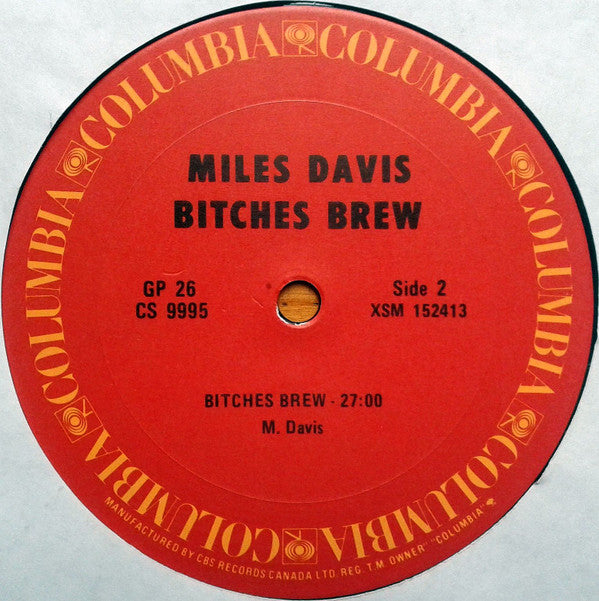 COLUMBIA COLUMBIA COLUMBIA COLUMBIA COLUMBIA COLUMBIA
MILES DAVIS
BITCHES BREW
GP 26
CS 9995
Side 2
XSM 152413
BITCHES BREW - 27:00
M. Davis
MANUFACTURED BY CBS RECORDS CANADA LTD. REG. T.M. OWNER "COLUMBIA"